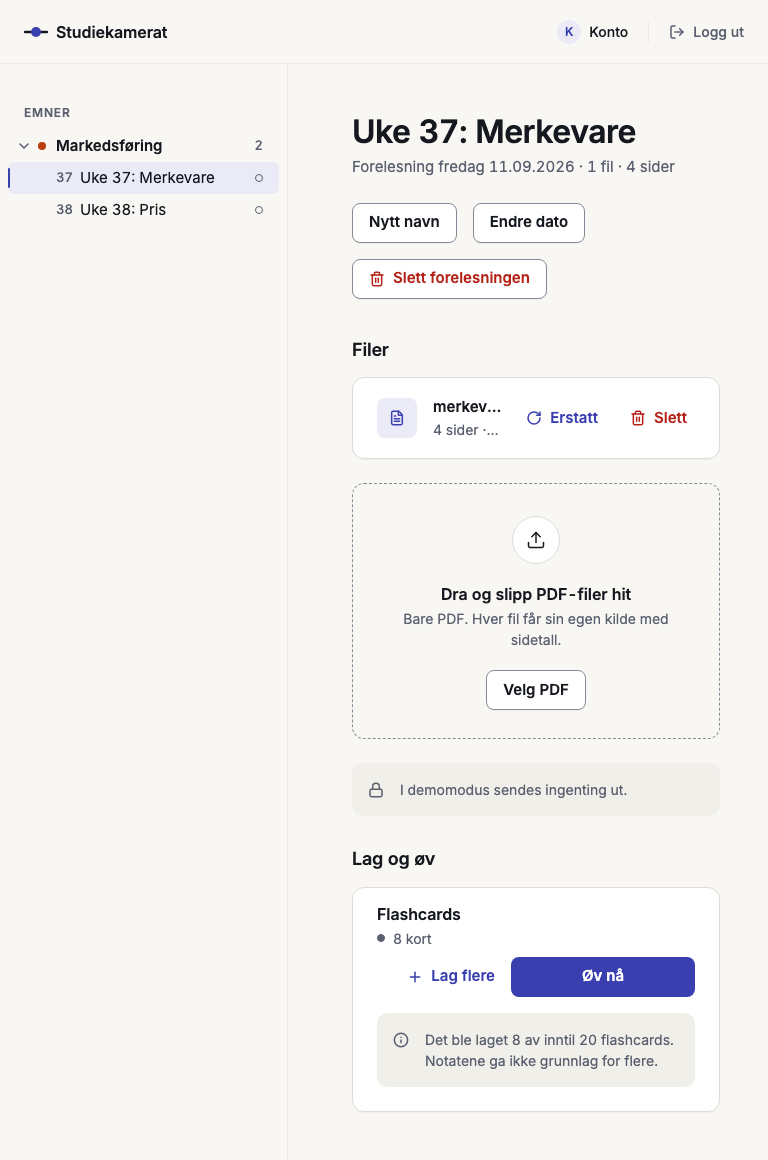 Studiekamerat
K Konto
Logg ut
EMNER
Markedsføring 2
37 Uke 37: Merkevare
38 Uke 38: Pris
Uke 37: Merkevare
Forelesning fredag 11.09.2026 · 1 fil · 4 sider
Nytt navn
Endre dato
Slett forelesningen
Filer
merkev...
4 sider ·...
Erstatt
Slett
Dra og slipp PDF-filer hit
Bare PDF. Hver fil får sin egen kilde med
sidetall.
Velg PDF
I demomodus sendes ingenting ut.
Lag og øv
Flashcards
8 kort
Lag flere
Øv nå
Det ble laget 8 av inntil 20 flashcards.
Notatene ga ikke grunnlag for flere.